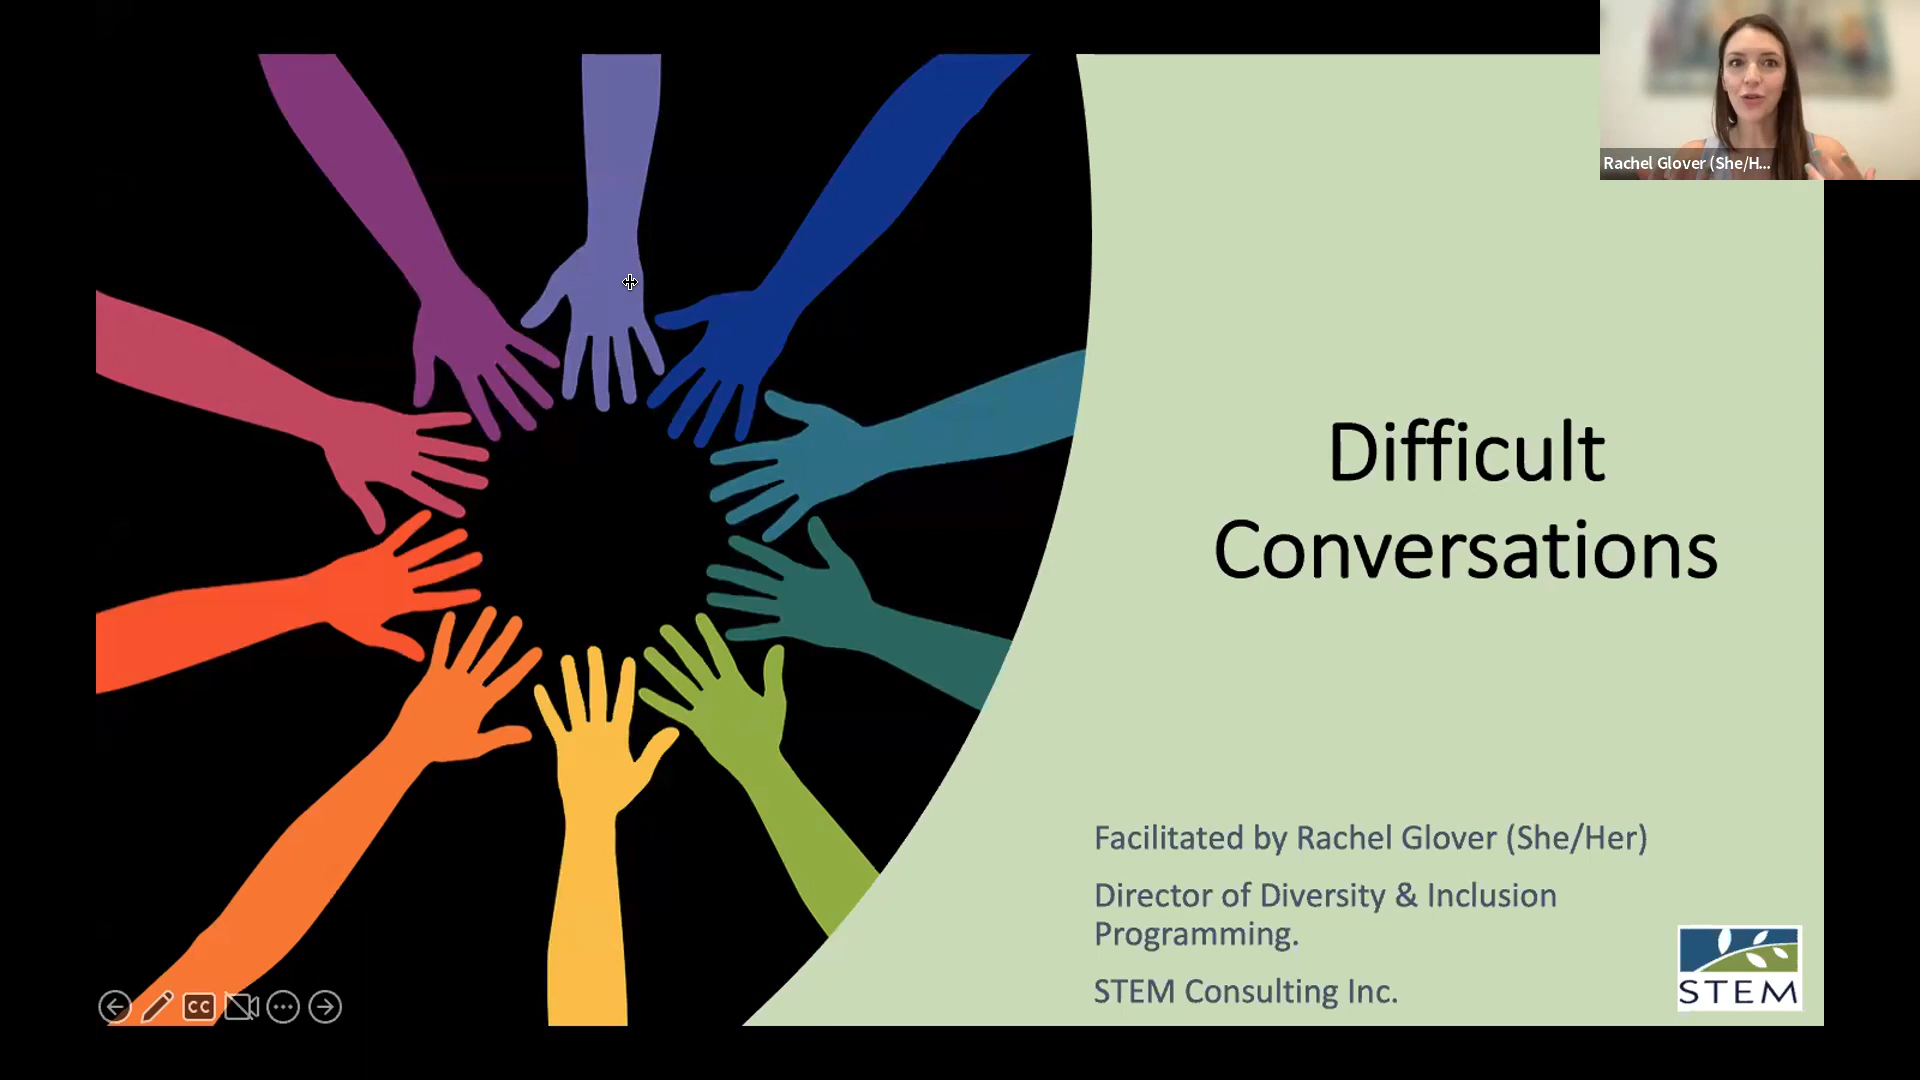 Rachel Glover (She/H...
Difficult
Conversations
Facilitated by Rachel Glover (She/Her)
Director of Diversity & Inclusion
Programming.
STEM Consulting Inc.
STEM
CC